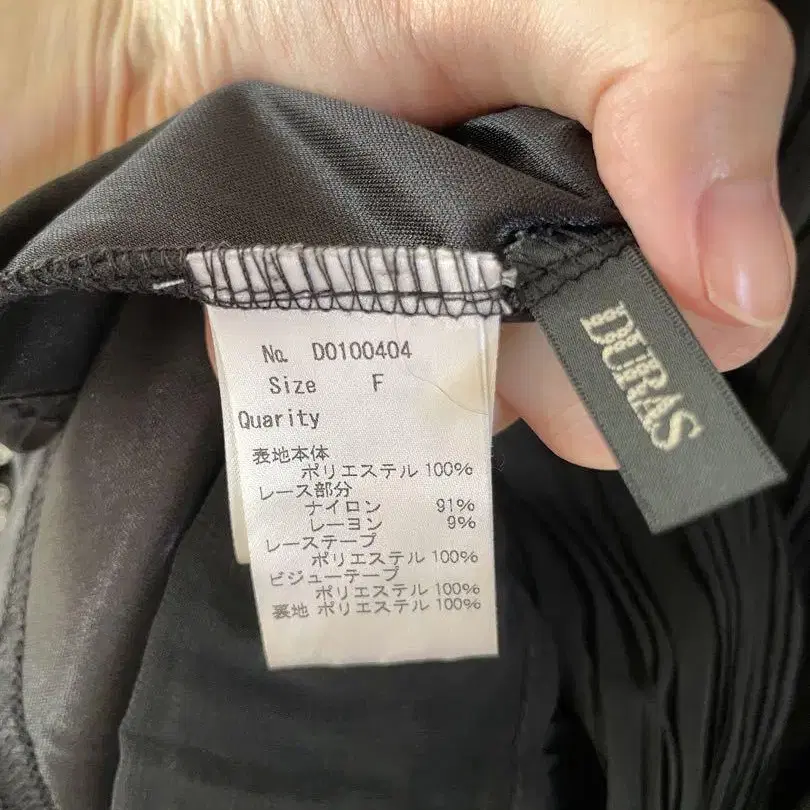 No. D0100404
Size F
Quarity
表地本体
ポリエステル 100%
レース部分
ナイロン 91%
レーヨン 9%
レーステープ
ポリエステル 100%
ビジューテープ
ポリエステル 100%
裏地 ポリエステル 100%
DURAS